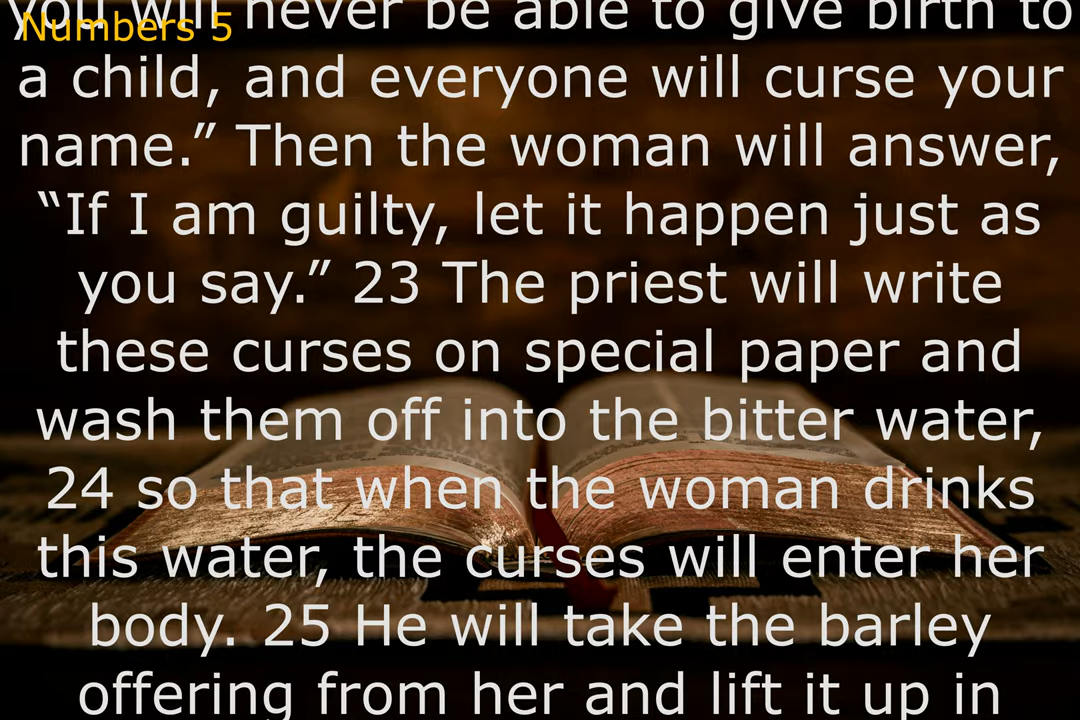 you will never be able to give birth to
Numbers 5
a child, and everyone will curse your
name.” Then the woman will answer,
“If I am guilty, let it happen just as
you say.” 23 The priest will write
these curses on special paper and
wash them off into the bitter water,
24 so that when the woman drinks
this water, the curses will enter her
body. 25 He will take the barley
offering from her and lift it up in